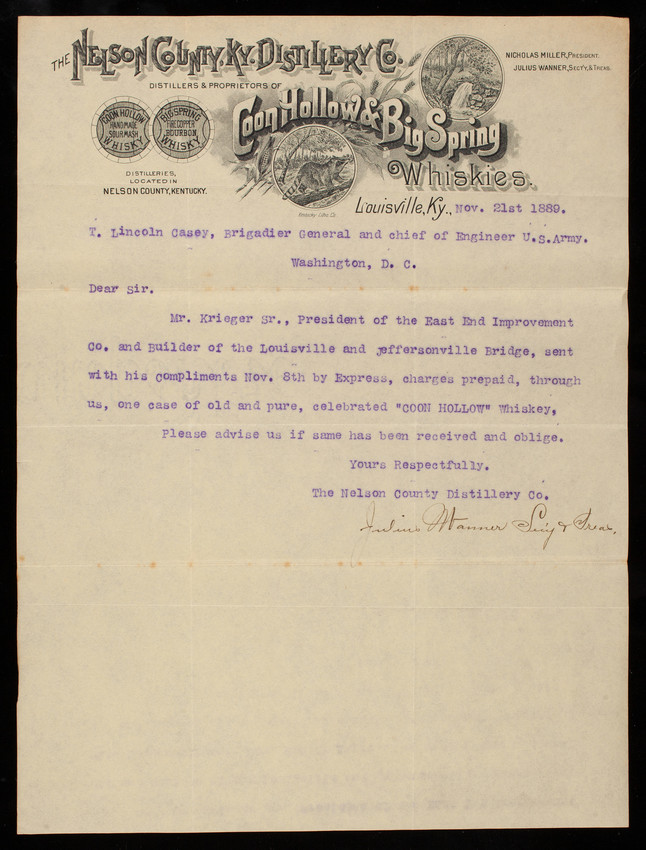 THE NELSON COUNTY, KY. DISTILLERY CO.
NICHOLAS MILLER, PRESIDENT.
JULIUS WANNER, SECT'Y, & TREAS.
DISTILLERS & PROPRIETORS OF
Coon Hollow & Big Spring
Whiskies.
COON HOLLOW
HAND MADE
SOUR MASH
WHISKY
BIG SPRING
FIRE COPPER
BOURBON
WHISKY
DISTILLERIES,
LOCATED IN
NELSON COUNTY, KENTUCKY.
Louisville, Ky., Nov. 21st 1889.
T. Lincoln Casey, Brigadier General and chief of Engineer U.S.Army.
Washington, D. C.
Dear Sir.
Mr. Krieger Sr., President of the East End Improvement
Co. and Builder of the Louisville and Jeffersonville Bridge, sent
with his compliments Nov. 8th by Express, charges prepaid, through
us, one case of old and pure, celebrated "COON HOLLOW" Whiskey,
Please advise us if same has been received and oblige.
Yours Respectfully.
The Nelson County Distillery Co.
Julius Wanner Sec'y & Treas.